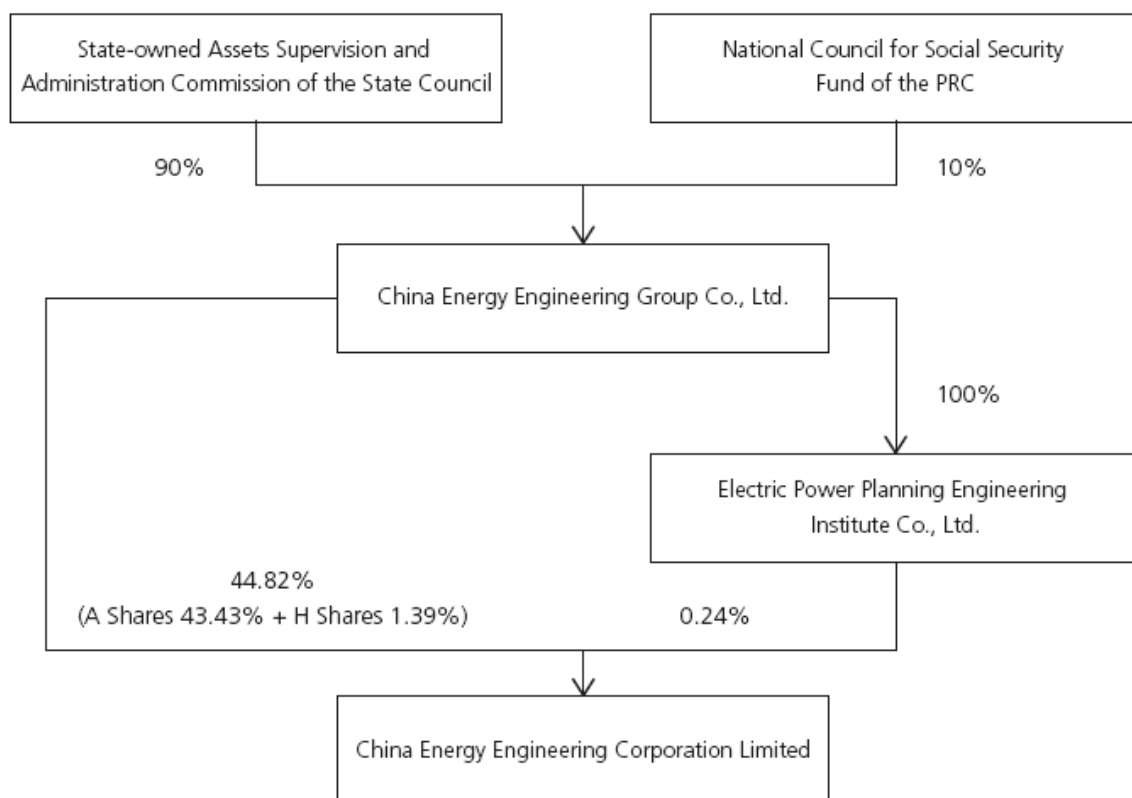 State-owned Assets Supervision and
Administration Commission of the State Council
National Council for Social Security
Fund of the PRC
90%
10%
China Energy Engineering Group Co., Ltd.
100%
Electric Power Planning Engineering
Institute Co., Ltd.
44.82%
(A Shares 43.43% + H Shares 1.39%)
0.24%
China Energy Engineering Corporation Limited